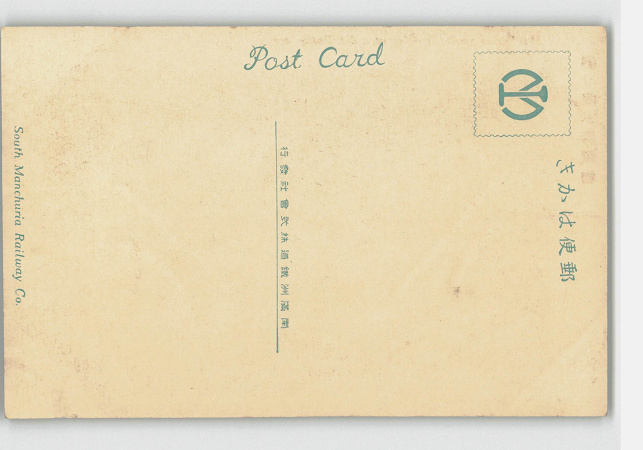 Post Card
郵便はかき
南滿洲鐵道株式會社發行
South Manchuria Railway Co.